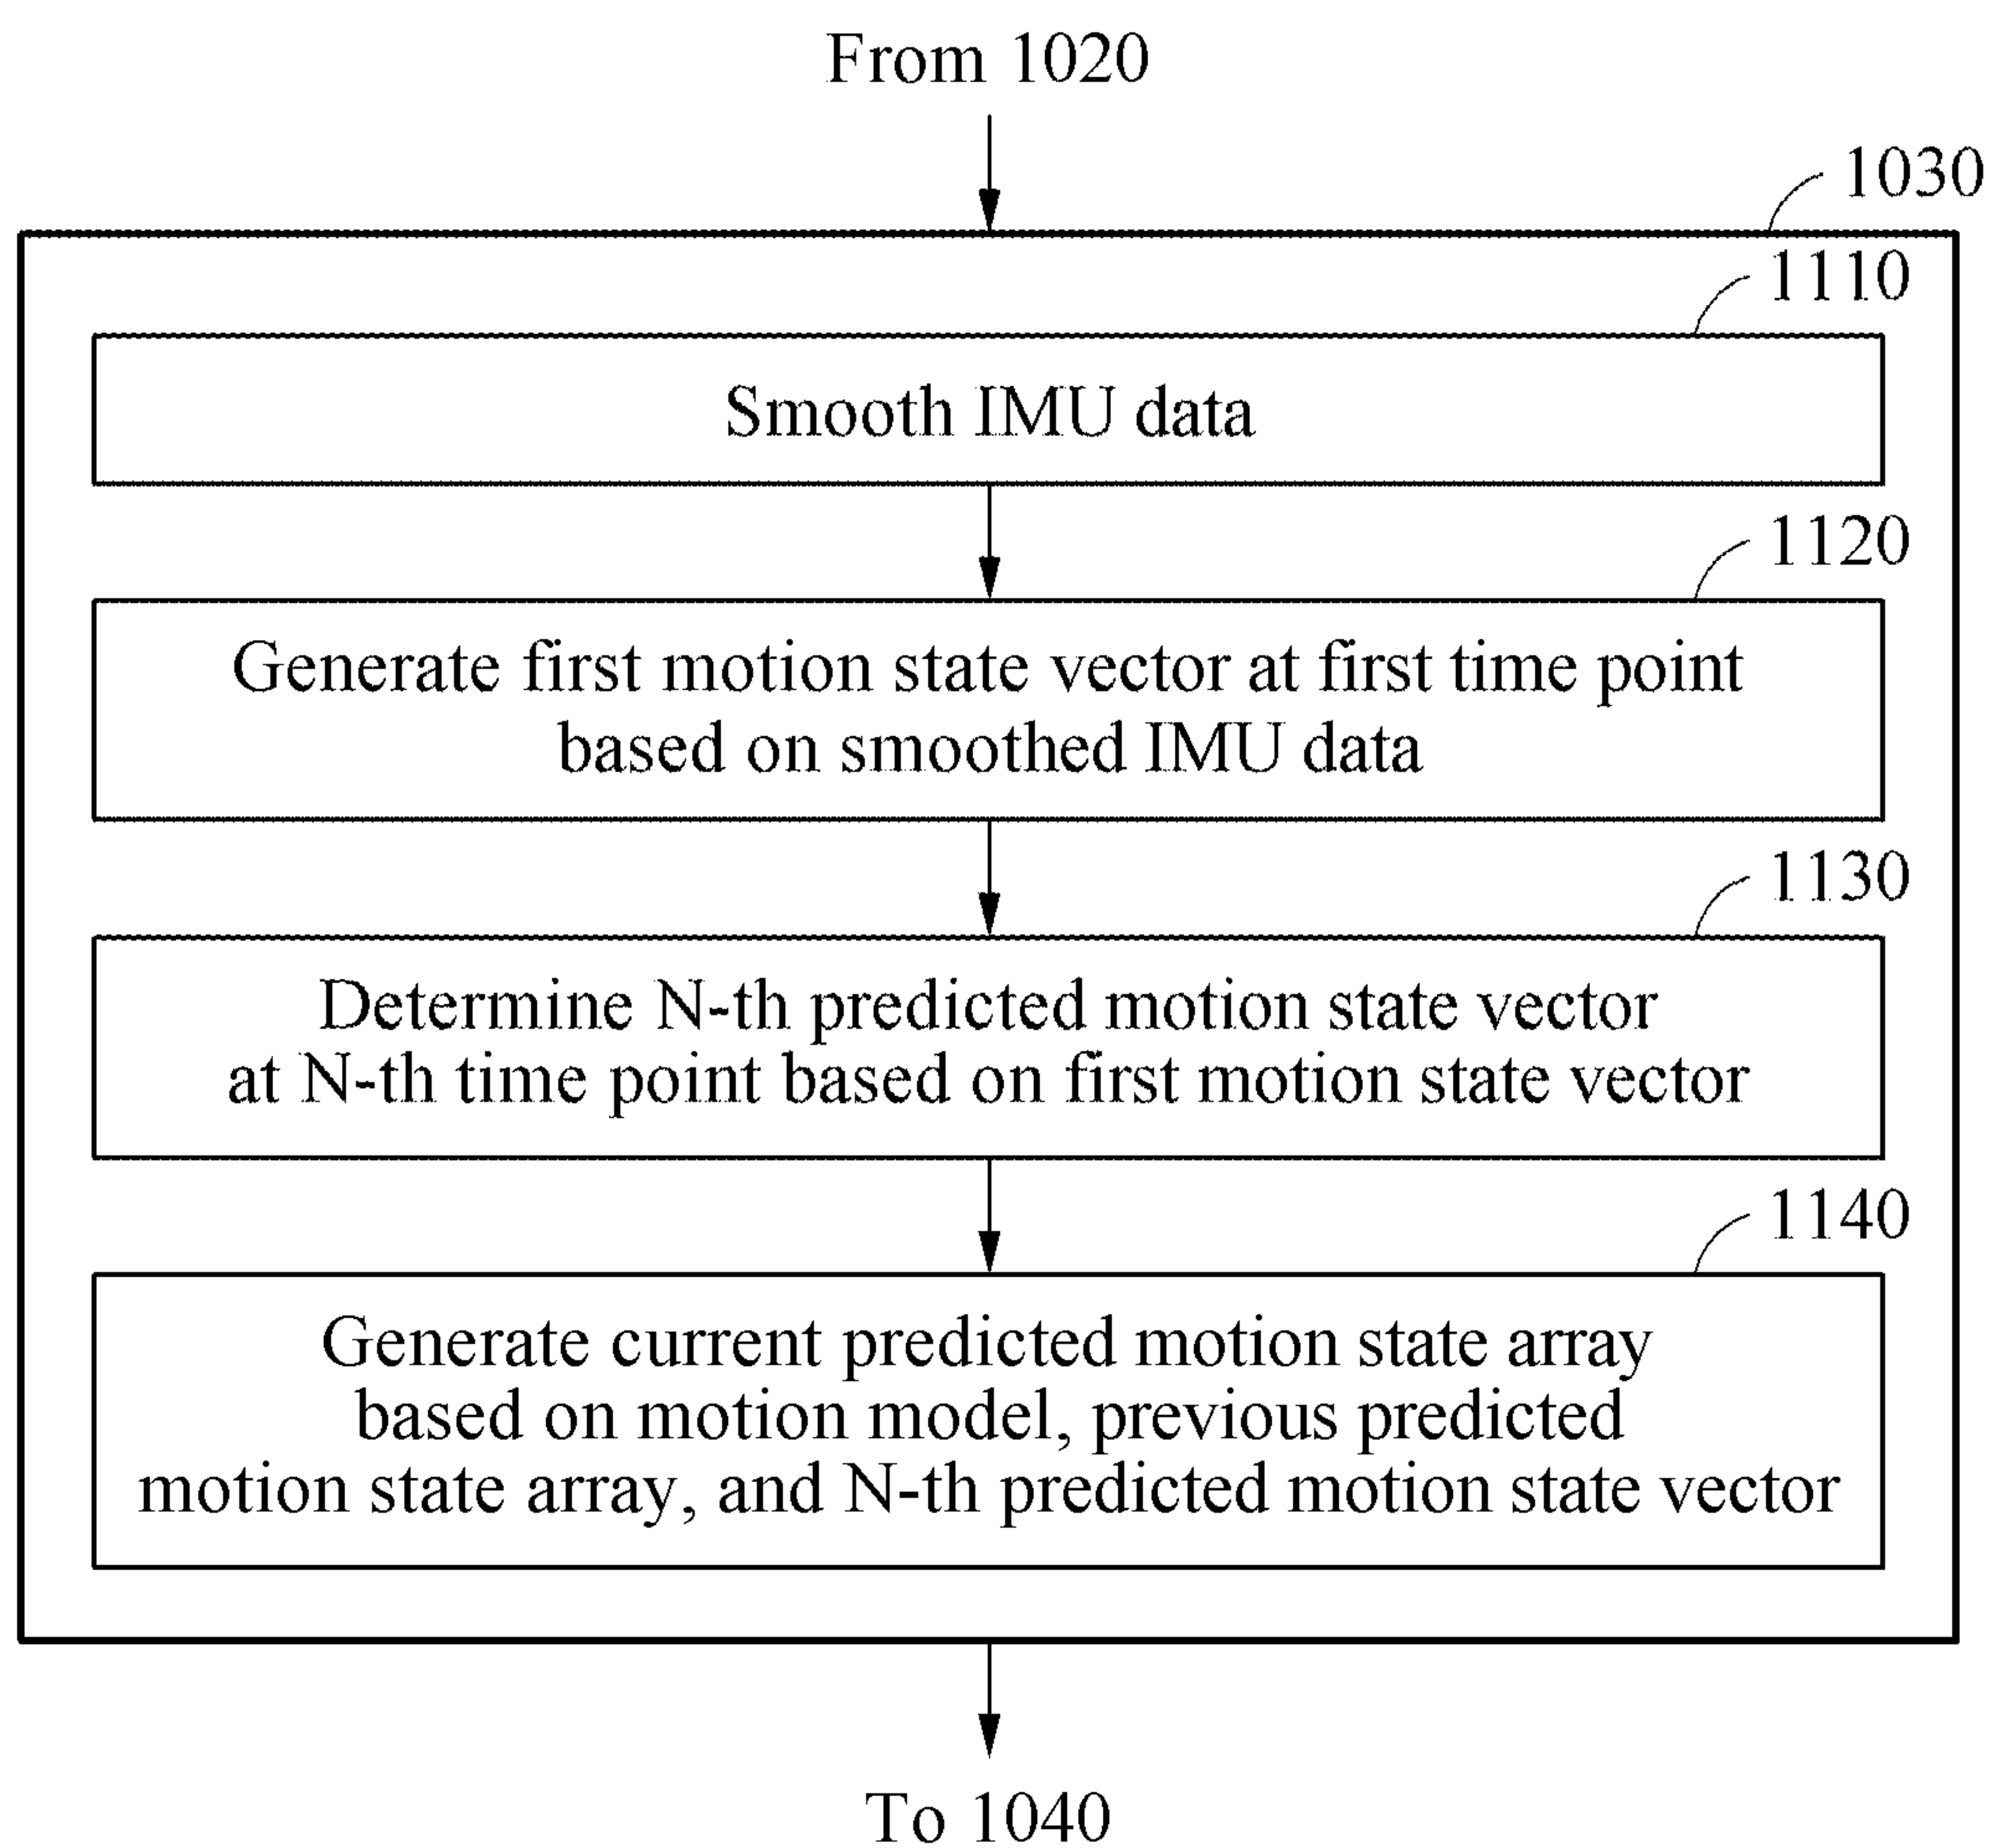 From 1020
1030
1110
Smooth IMU data
1120
Generate first motion state vector at first time point
based on smoothed IMU data
1130
Determine N-th predicted motion state vector
at N-th time point based on first motion state vector
1140
Generate current predicted motion state array
based on motion model, previous predicted
motion state array, and N-th predicted motion state vector
To 1040